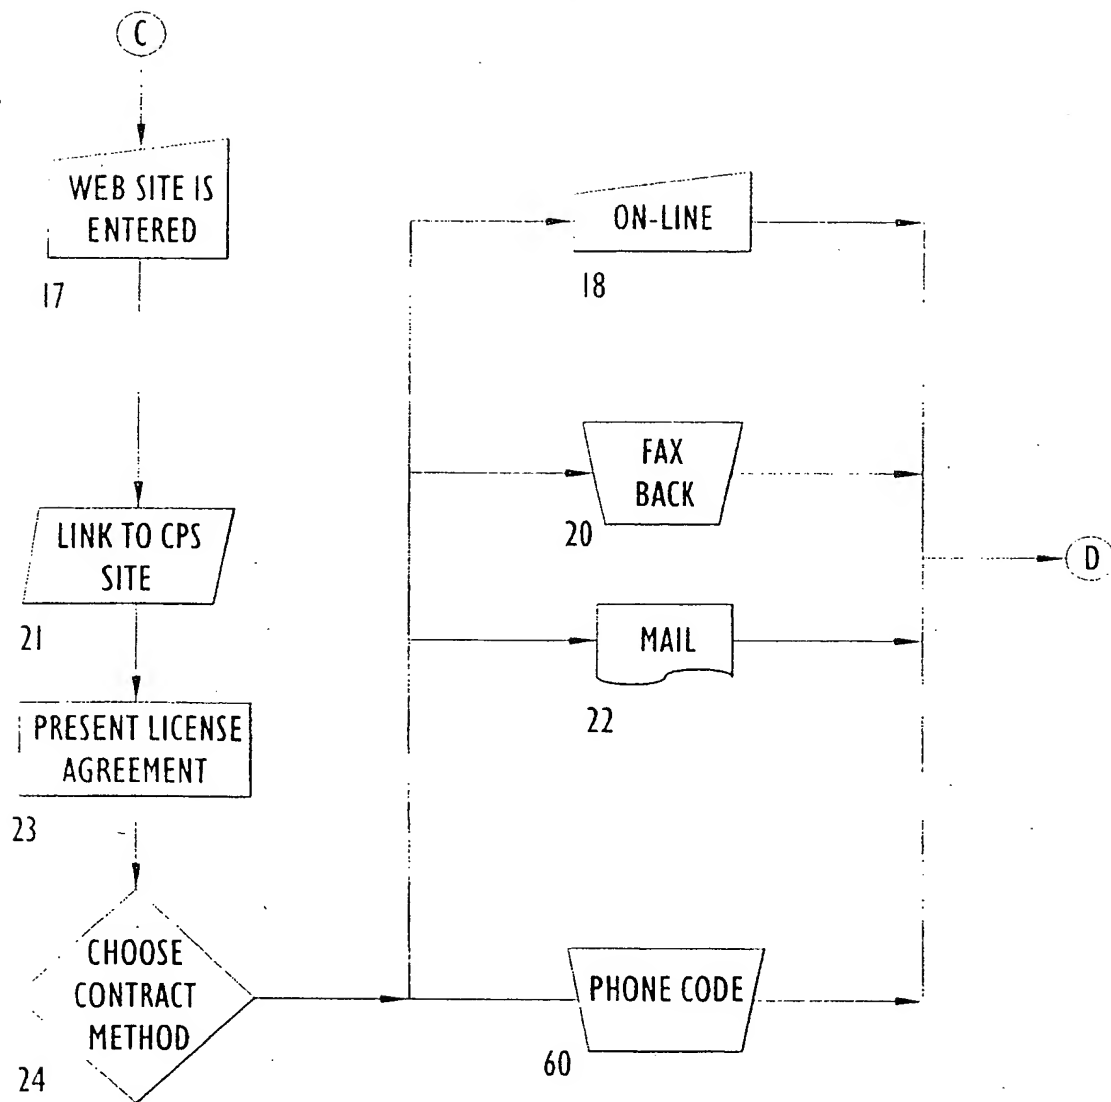 C
WEB SITE IS
ENTERED
17
LINK TO CPS
SITE
21
PRESENT LICENSE
AGREEMENT
23
CHOOSE
CONTRACT
METHOD
24
ON-LINE
18
FAX
BACK
20
MAIL
22
PHONE CODE
60
D